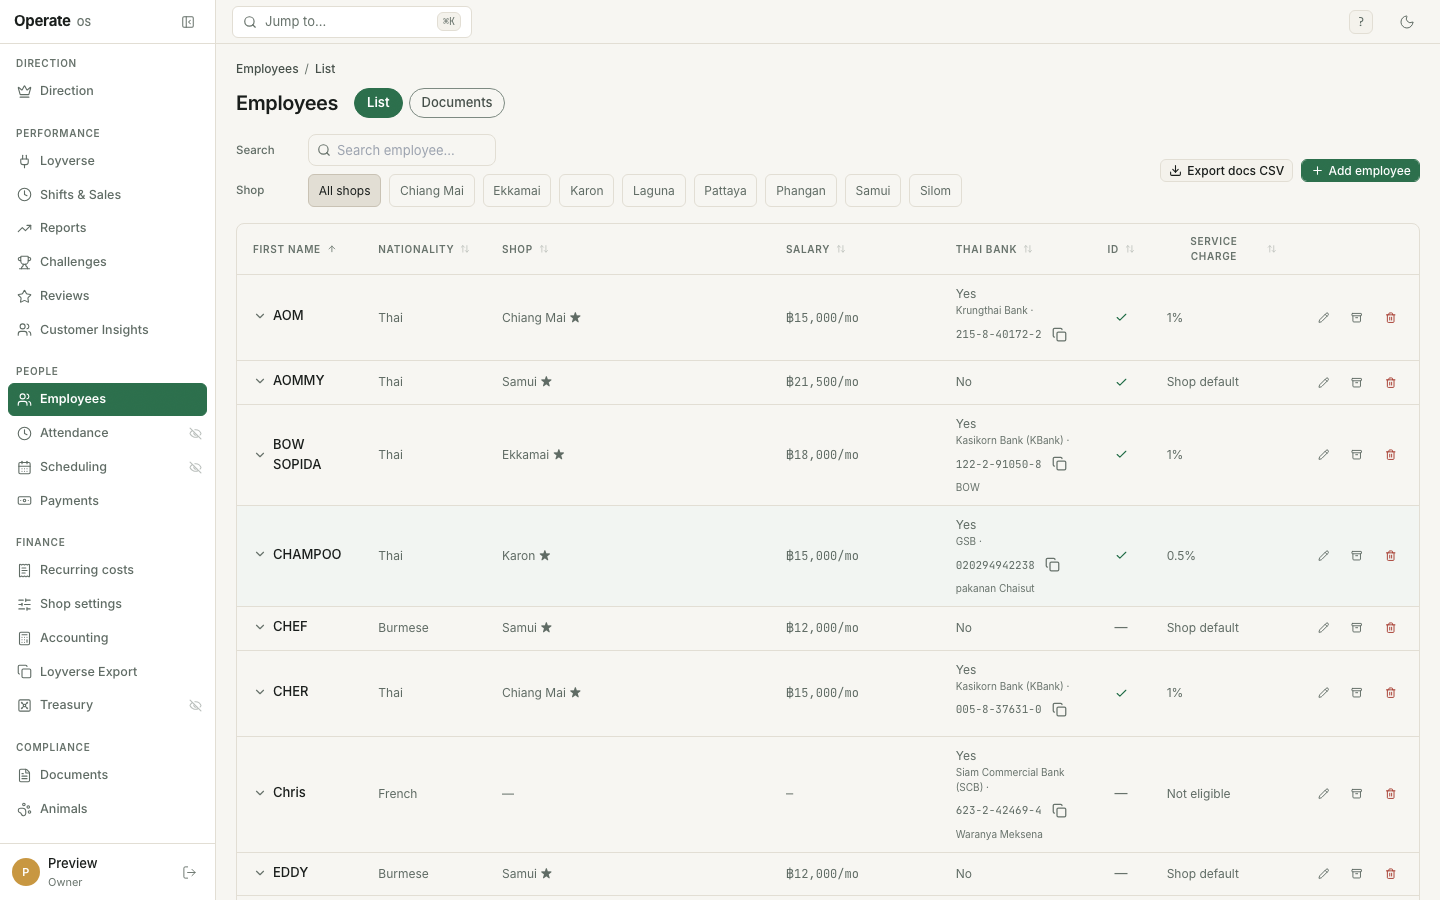 Operate OS
Jump to...
⌘K
?
DIRECTION
Direction
PERFORMANCE
Loyverse
Shifts & Sales
Reports
Challenges
Reviews
Customer Insights
PEOPLE
Employees
Attendance
Scheduling
Payments
FINANCE
Recurring costs
Shop settings
Accounting
Loyverse Export
Treasury
COMPLIANCE
Documents
Animals
P
Preview
Owner
Employees / List
Employees
List
Documents
Search
Search employee...
Shop
All shops
Chiang Mai
Ekkamai
Karon
Laguna
Pattaya
Phangan
Samui
Silom
Export docs CSV
Add employee
FIRST NAME
NATIONALITY
SHOP
SALARY
THAI BANK
ID
SERVICE
CHARGE
AOM
Thai
Chiang Mai ★
฿15,000/mo
Yes
Krungthai Bank ·
215-8-40172-2
1%
AOMMY
Thai
Samui ★
฿21,500/mo
No
Shop default
BOW
SOPIDA
Thai
Ekkamai ★
฿18,000/mo
Yes
Kasikorn Bank (KBank) ·
122-2-91050-8
BOW
1%
CHAMPOO
Thai
Karon ★
฿15,000/mo
Yes
GSB ·
020294942238
pakanan Chaisut
0.5%
CHEF
Burmese
Samui ★
฿12,000/mo
No
—
Shop default
CHER
Thai
Chiang Mai ★
฿15,000/mo
Yes
Kasikorn Bank (KBank) ·
005-8-37631-0
1%
Chris
French
—
–
Yes
Siam Commercial Bank
(SCB) ·
623-2-42469-4
Waranya Meksena
—
Not eligible
EDDY
Burmese
Samui ★
฿12,000/mo
No
—
Shop default